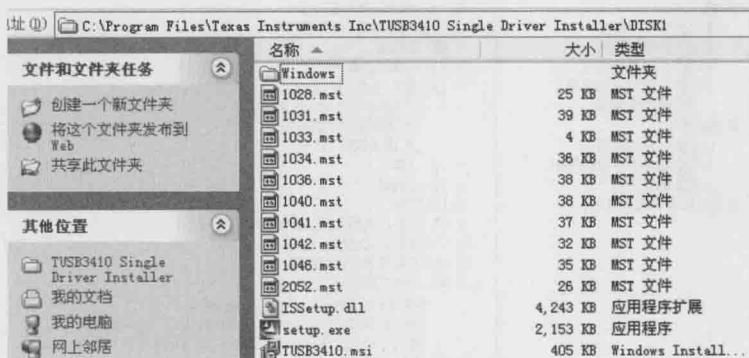 址(D) C:\Program Files\Texas Instruments Inc\TUSB3410 Single Driver Installer\DISK1
文件和文件夹任务
创建一个新文件夹
将这个文件夹发布到
Web
共享此文件夹
其他位置
TUSB3410 Single
Driver Installer
我的文档
我的电脑
网上邻居
名称 大小 类型
Windows 文件夹
1028.mst 25 KB MST 文件
1031.mst 39 KB MST 文件
1033.mst 4 KB MST 文件
1034.mst 36 KB MST 文件
1036.mst 38 KB MST 文件
1040.mst 38 KB MST 文件
1041.mst 37 KB MST 文件
1042.mst 32 KB MST 文件
1046.mst 35 KB MST 文件
2052.mst 26 KB MST 文件
ISSetup.dll 4,243 KB 应用程序扩展
setup.exe 2,153 KB 应用程序
TUSB3410.msi 405 KB Windows Install...